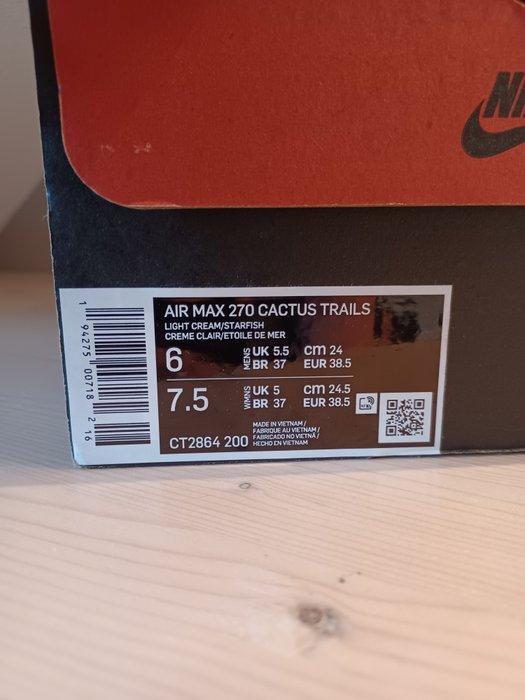 AIR MAX 270 CACTUS TRAILS
LIGHT CREAM/STARFISH
CREME CLAIR/ETOILE DE MER
6 MENS UK 5.5 cm 24
BR 37 EUR 38.5
7.5 WMNS UK 5 cm 24.5
BR 37 EUR 38.5
CT2864 200
MADE IN VIETNAM /
FABRIQUE AU VIETNAM /
FABRICADO NO VIETNÃ /
HECHO EN VIETNAM
1 94275 00718 2 16